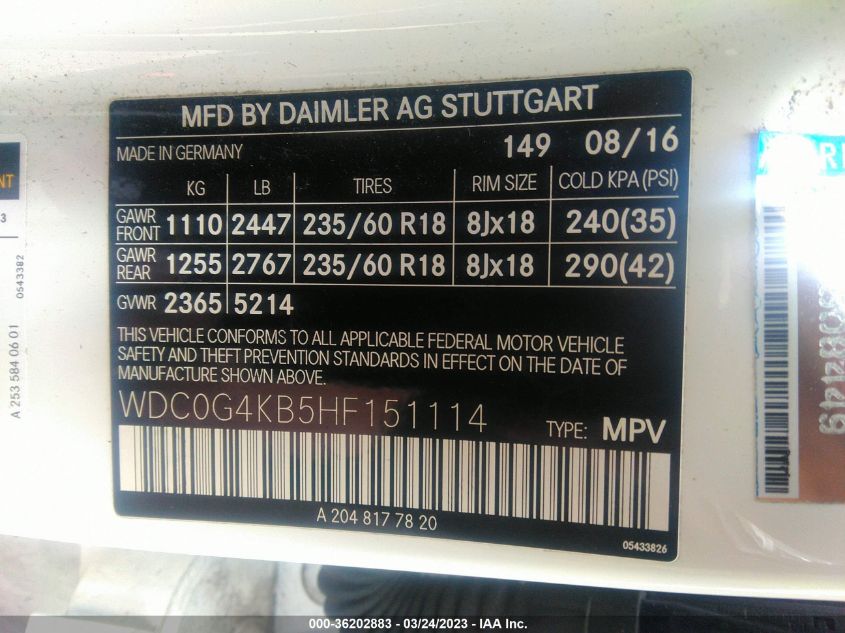 MFD BY DAIMLER AG STUTTGART
MADE IN GERMANY 149 08/16
KG LB TIRES RIM SIZE COLD KPA (PSI)
GAWR FRONT 1110 2447 235/60 R18 8Jx18 240(35)
GAWR REAR 1255 2767 235/60 R18 8Jx18 290(42)
GVWR 2365 5214
THIS VEHICLE CONFORMS TO ALL APPLICABLE FEDERAL MOTOR VEHICLE
SAFETY AND THEFT PREVENTION STANDARDS IN EFFECT ON THE DATE OF
MANUFACTURE SHOWN ABOVE.
WDC0G4KB5HF151114 TYPE: MPV
A 204 817 78 20
05433826
A 253 584 06 01
0543382
000-36202883 - 03/24/2023 - IAA Inc.